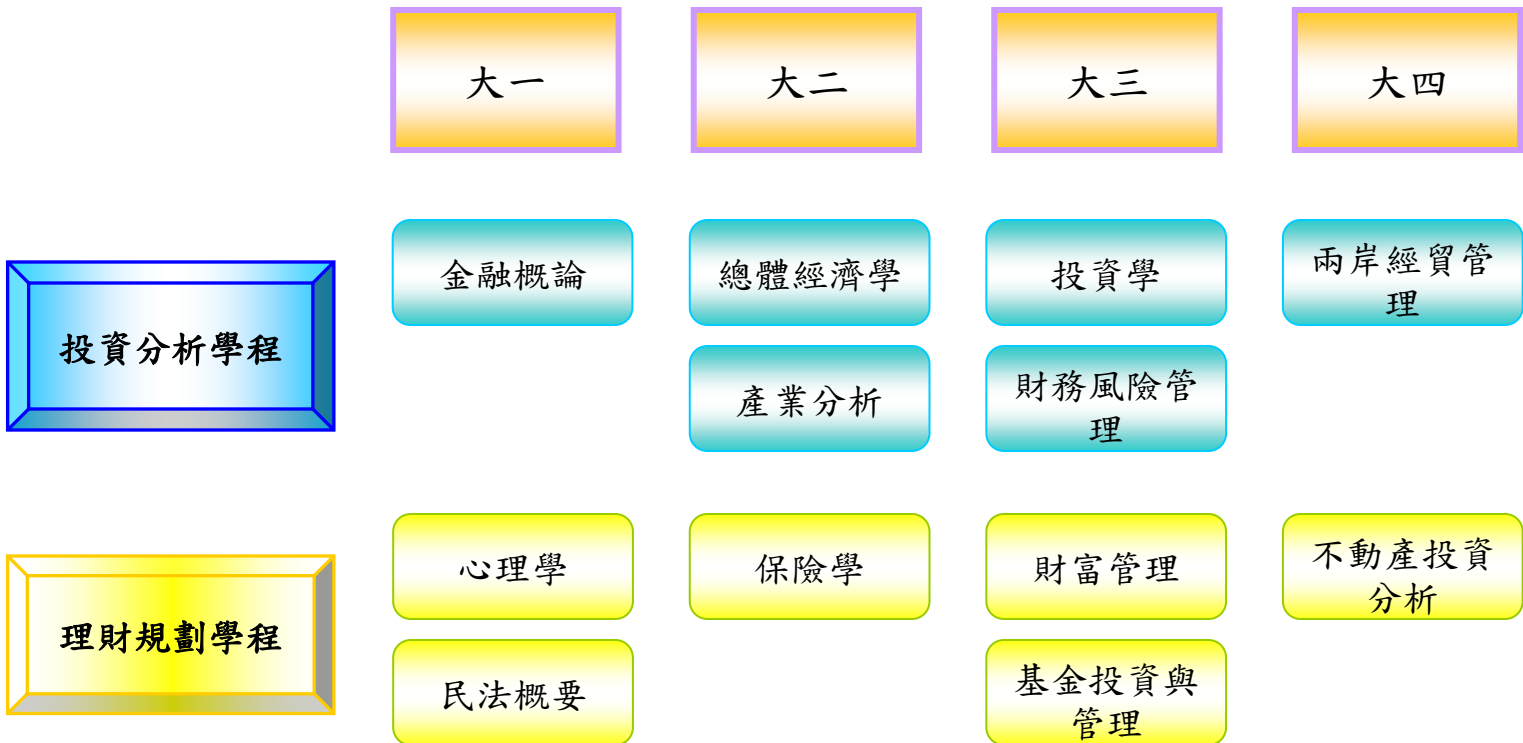 大一
大二
大三
大四
投資分析學程
金融概論
總體經濟學
投資學
兩岸經貿管
理
產業分析
財務風險管
理
理財規劃學程
心理學
保險學
財富管理
不動產投資
分析
民法概要
基金投資與
管理